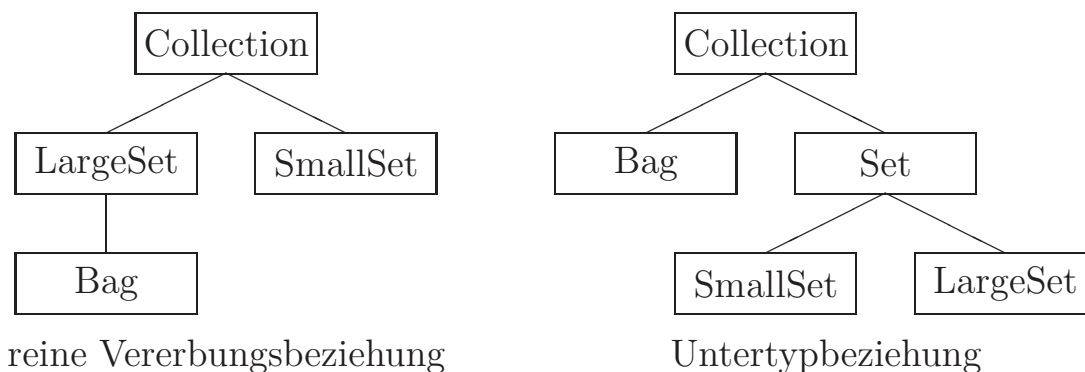 Collection
LargeSet
SmallSet
Bag
reine Vererbungsbeziehung
Collection
Bag
Set
SmallSet
LargeSet
Untertypbeziehung